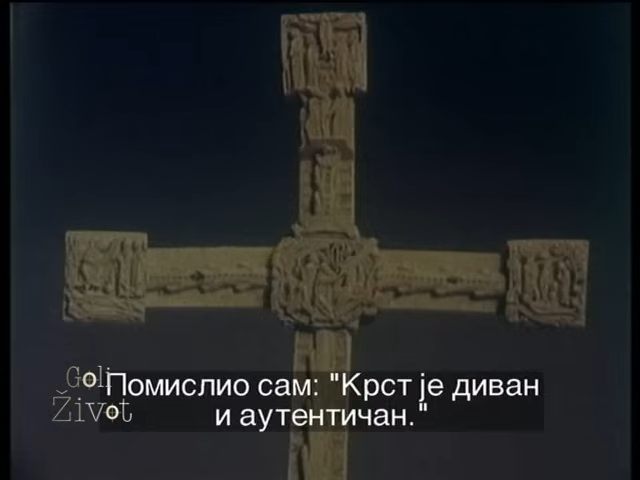 Goli
Život
Помислио сам: "Крст је диван
и аутентичан."